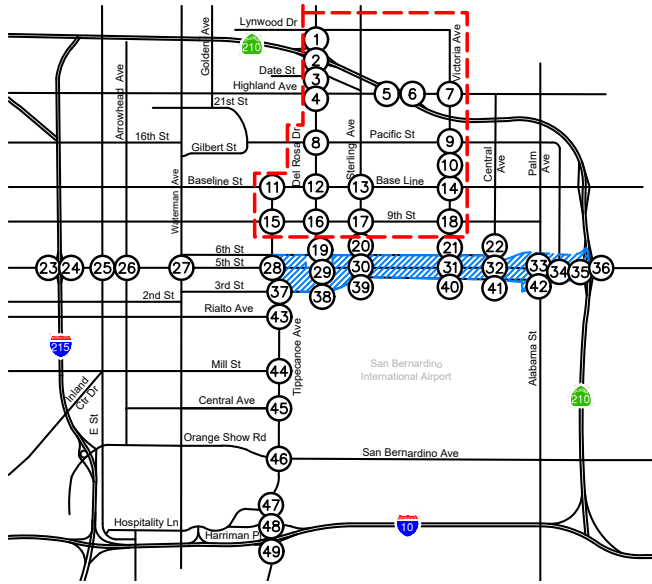 Lynwood Dr
1
210
Golden Ave
Arrowhead Ave
Victoria Ave
2
Date St
3
Highland Ave
4
5
6
7
21st St
16th St
Gilbert St
Del Rosa Dr
8
Sterling Ave
Pacific St
9
10
Central
Ave
Palm
Ave
Waterman Ave
Baseline St
11
12
13
Base Line
14
15
16
17
9th St
18
6th St
19
20
21
22
23
24
25
26
27
5th St
28
29
30
31
32
33
34
35
36
3rd St
37
38
39
40
41
42
2nd St
Rialto Ave
43
215
Tippecanoe Ave
San Bernardino
International Airport
Alabama St
Mill St
44
Inland
Ctr Dr
E St
Central Ave
45
210
Orange Show Rd
46
San Bernardino Ave
47
Hospitality Ln
48
10
Harriman P
49